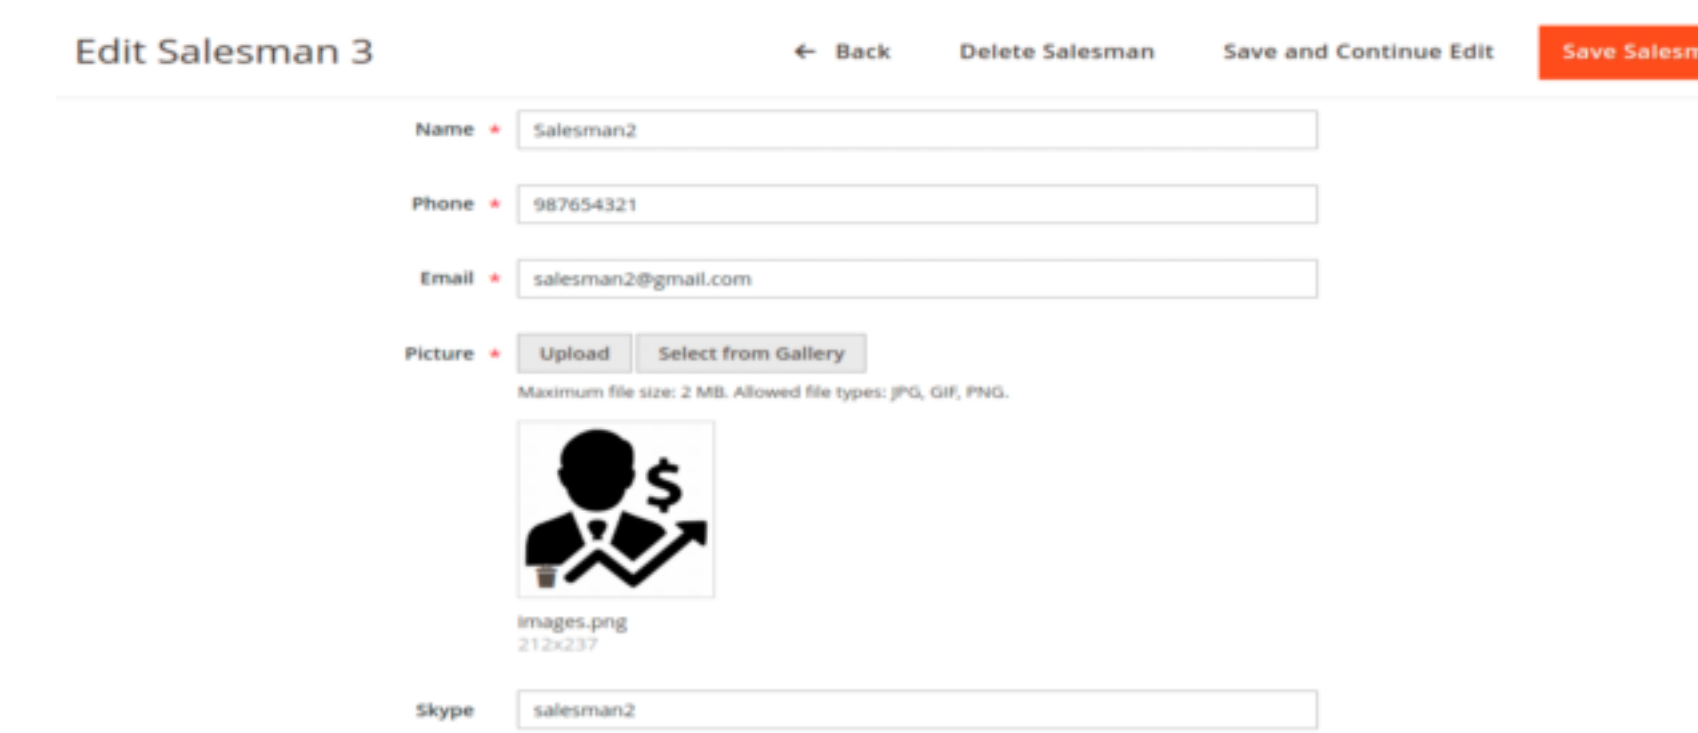 Edit Salesman 3 ← Back Delete Salesman Save and Continue Edit Save Salesm
Name * Salesman2
Phone * 987654321
Email * salesman2@gmail.com
Picture * Upload Select from Gallery
Maximum file size: 2 MB. Allowed file types: JPG, GIF, PNG.
$
images.png
212x237
Skype salesman2